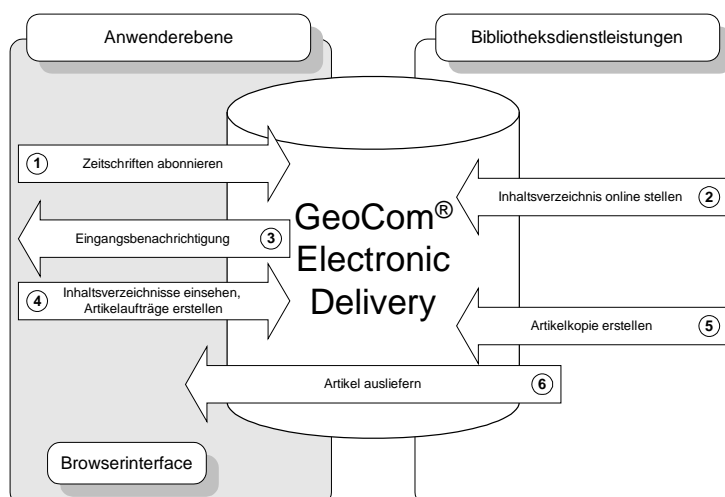 Anwenderebene
Bibliotheksdienstleistungen
1 Zeitschriften abonnieren
Inhaltsverzeichnis online stellen 2
GeoCom®
Electronic
Delivery
Eingangsbenachrichtigung 3
4 Inhaltsverzeichnisse einsehen,
Artikelaufträge erstellen
Artikelkopie erstellen 5
Artikel ausliefern 6
Browserinterface